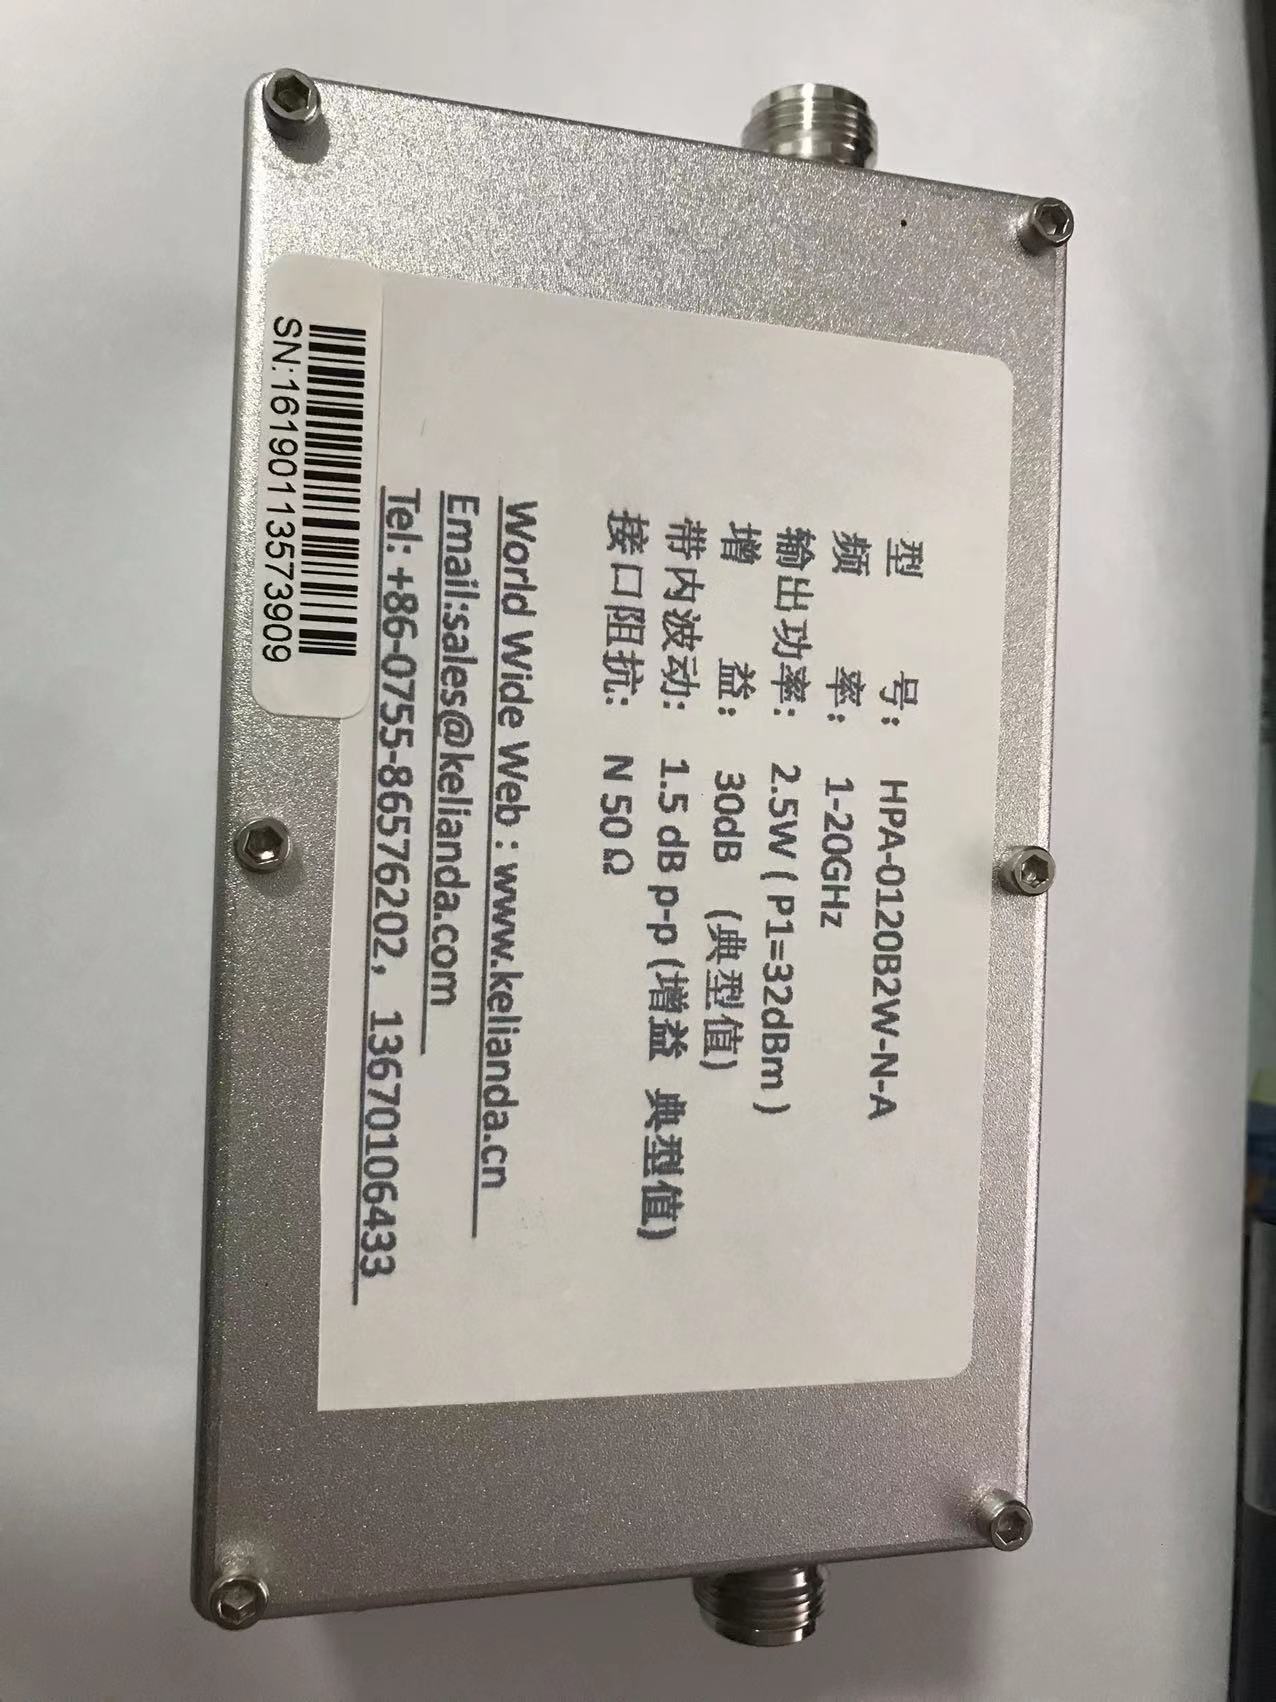 型 号： HPA-0120B2W-N-A
频 率： 1-20GHz
输出功率： 2.5W ( P1=32dBm )
增 益： 30dB (典型值)
带内波动： 1.5 dB p-p (增益 典型值)
接口阻抗： N 50 Ω
World Wide Web : www.kelianda.cn
Email:sales@kelianda.com
Tel: +86-0755-86576202, 13670106433
SN:1619011357​3909